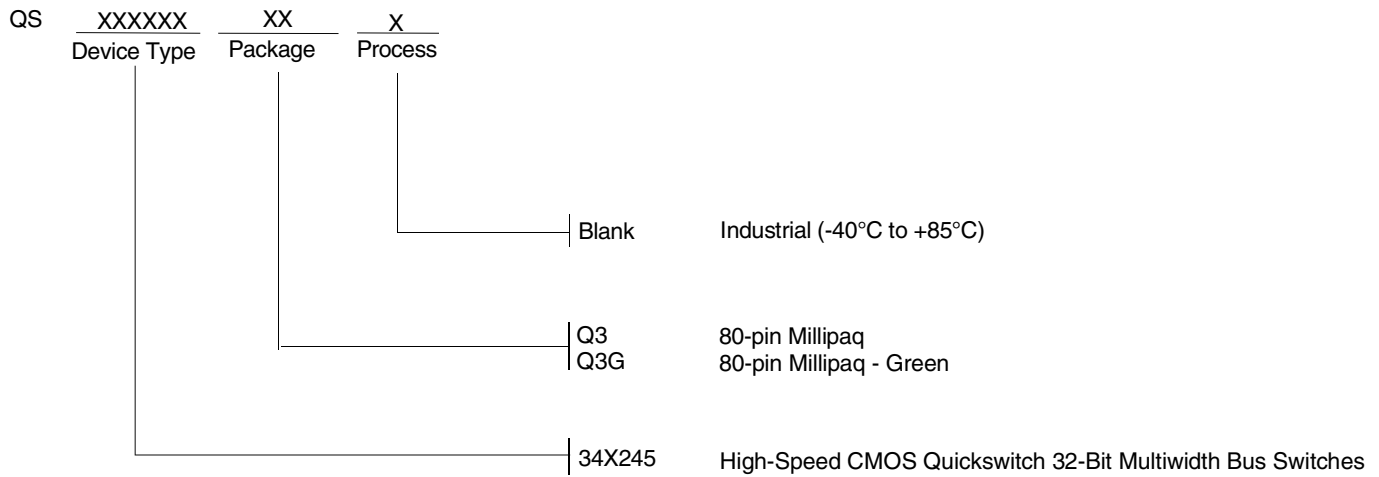 QS XXXXXX XX X
Device Type Package Process
Blank Industrial (-40°C to +85°C)
Q3 80-pin Millipaq
Q3G 80-pin Millipaq - Green
34X245 High-Speed CMOS Quickswitch 32-Bit Multiwidth Bus Switches